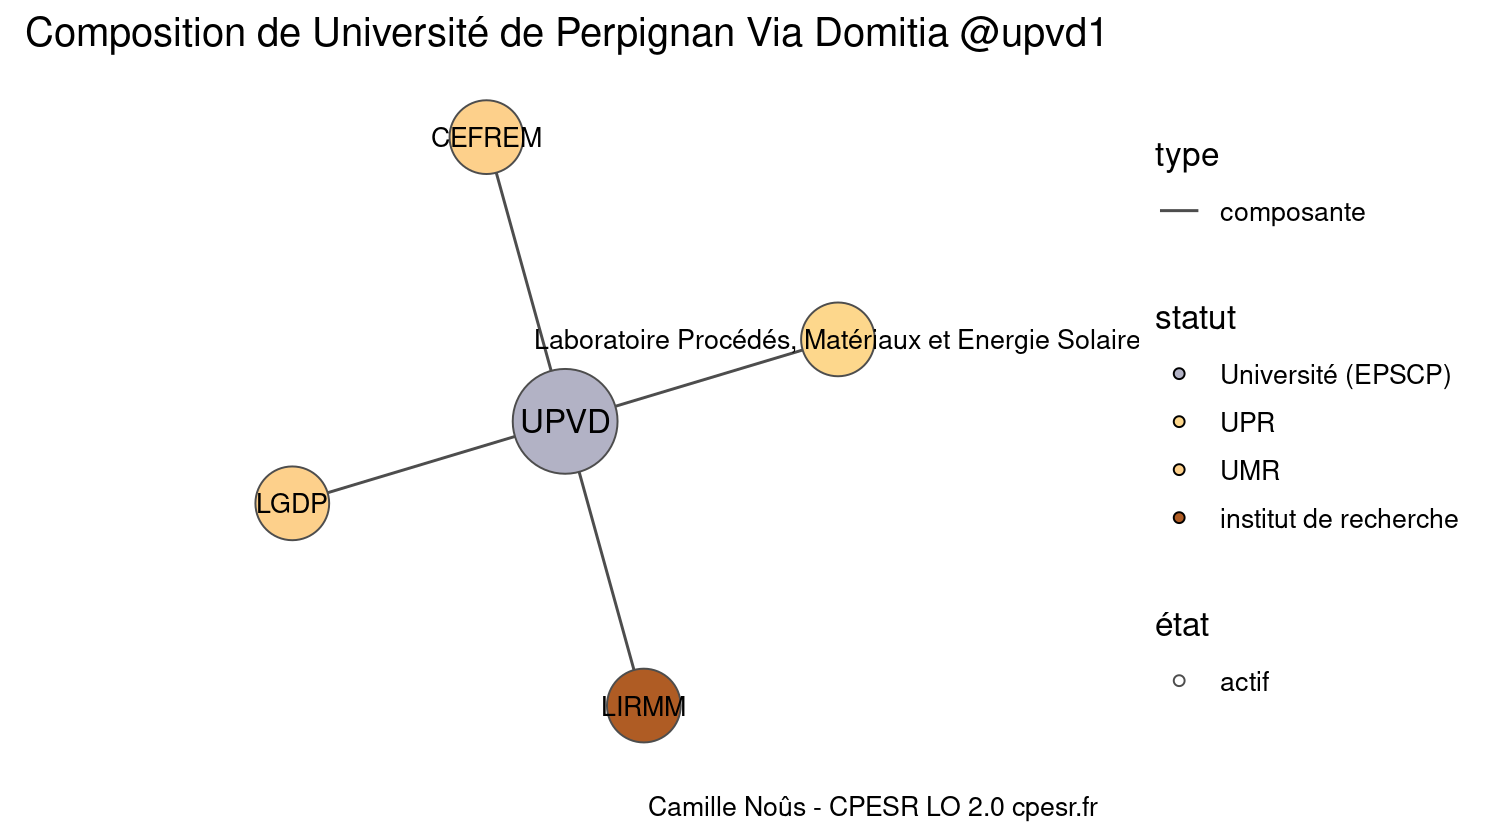 Composition de Université de Perpignan Via Domitia @upvd1
CEFREM
Laboratoire Procédés, Matériaux et Energie Solaire
UPVD
LGDP
LIRMM
type
composante
statut
Université (EPSCP)
UPR
UMR
institut de recherche
état
actif
Camille Noûs - CPESR LO 2.0 cpesr.fr